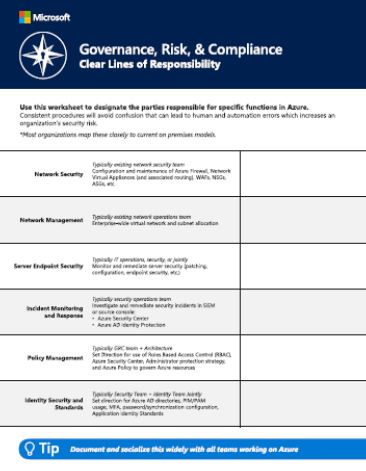 Microsoft
Governance, Risk, & Compliance
Clear Lines of Responsibility
Use this worksheet to designate the parties responsible for specific functions in Azure.
Consistent procedures will avoid confusion that can lead to human and automation errors which increases an
organization's security risk.
*Most organizations map these closely to current on premises models.
Network Security
Typically existing network security team
Configuration and maintenance of Azure Firewall, Network
Virtual Appliances (and associated routing), WAFs, NSGs,
ASGs, etc.
Network Management
Typically existing network operations team
Enterprise-wide virtual network and subnet allocation
Server Endpoint Security
Typically IT operations, security, or jointly
Monitor and remediate server security (patching,
configuration, endpoint security, etc.)
Incident Monitoring
and Response
Typically security operations team
Investigate and remediate security incidents in SIEM
or source console
• Azure Security Center
• Azure AD Identity Protection
Policy Management
Typically GRC team + Architecture
Set Direction for use of Roles Based Access Control (RBAC),
Azure Security Center, Administrator protection strategy,
and Azure Policy to govern Azure resources
Identity Security and
Standards
Typically Security Team + Identity Team Jointly
Set direction for Azure AD directories, PIM/PAM
usage, MFA, password/synchronization configuration,
Application Identity Standards
Tip
Document and socialize this widely with all teams working on Azure